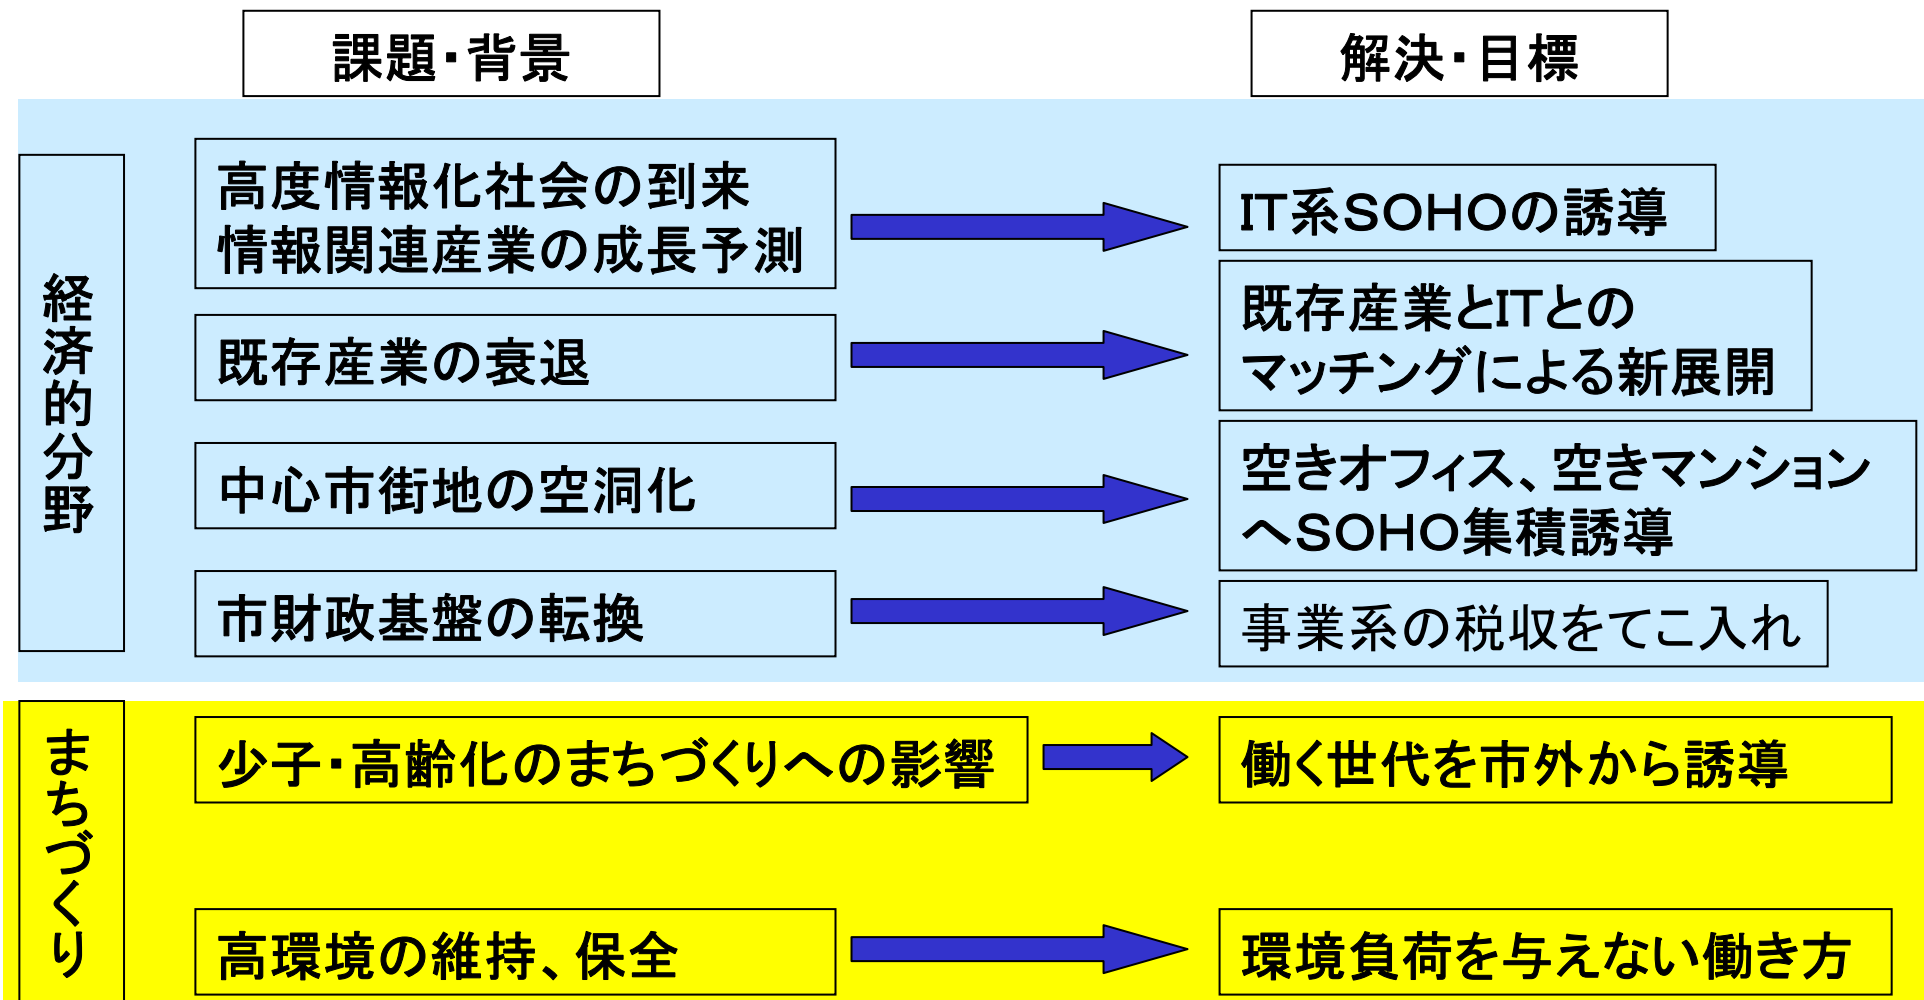 課題・背景
解決・目標
経済的分野
高度情報化社会の到来
情報関連産業の成長予測
IT系SOHOの誘導
既存産業の衰退
既存産業とITとの
マッチングによる新展開
中心市街地の空洞化
空きオフィス、空きマンション
へSOHO集積誘導
市財政基盤の転換
事業系の税収をてこ入れ
まちづくり
少子・高齢化のまちづくりへの影響
働く世代を市外から誘導
高環境の維持、保全
環境負荷を与えない働き方